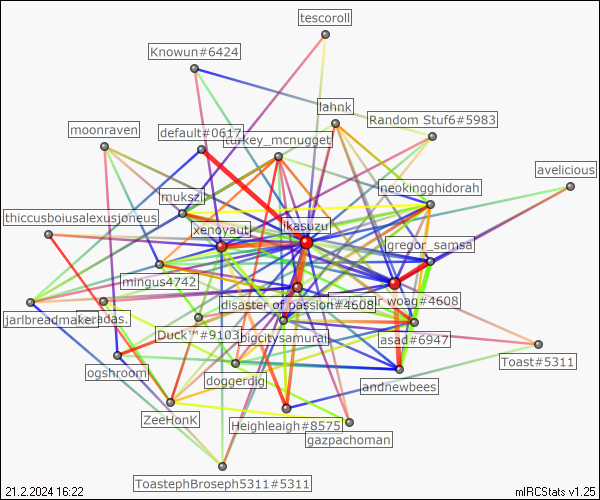 tescoroll
Knowun#6424
lahnk
Random Stuf6#5983
moonraven
default#0617
turkey_mcnugget
avelicious
mukszi
neokingghidorah
thiccusboiusalexusjoneus
xenoyaut
jkasuzu
gregor_samsa
mingus4742
disaster of passion#4608
woag#4608
jarlbreadmaker
radas.
Duck™#9103
bigcitysamurai
asad#6947
Toast#5311
ogshroom
doggerdig
andnewbees
ZeeHonK
Heighleaigh#8575
gazpachoman
ToastephBroseph5311#5311
21.2.2024 16:22
mIRCStats v1.25